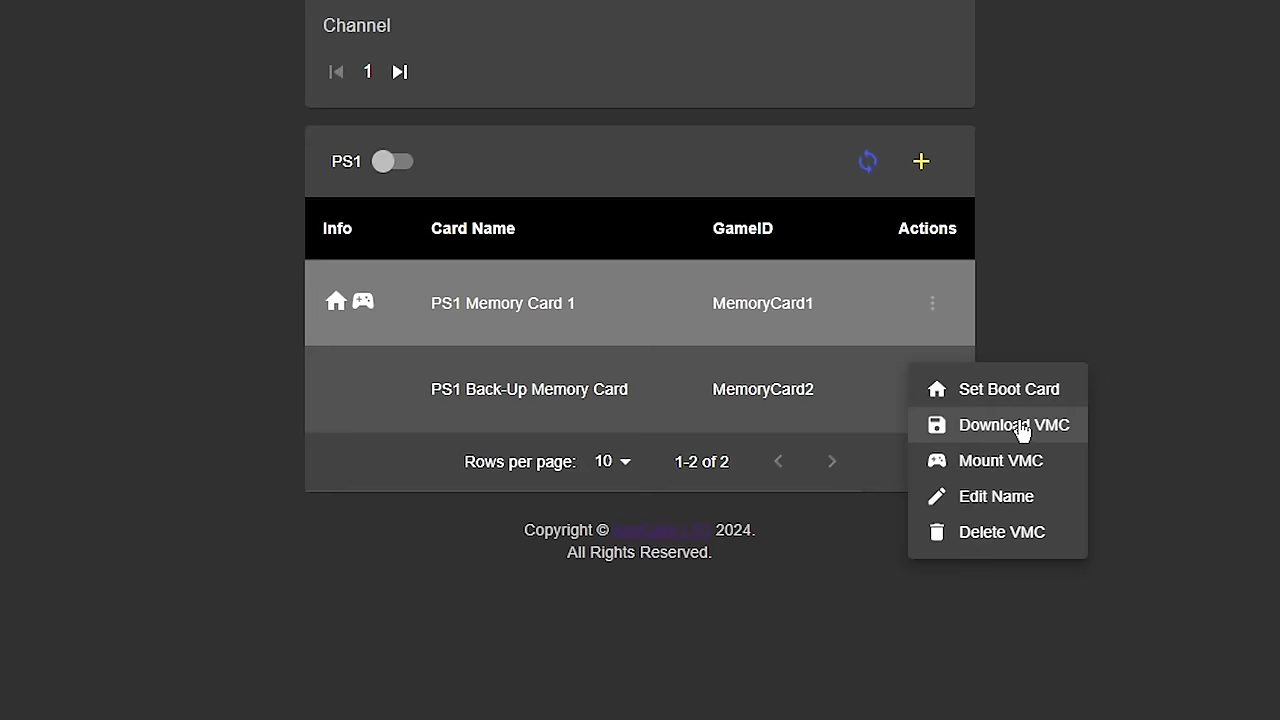 Channel
1
PS1
Info Card Name GameID Actions
PS1 Memory Card 1 MemoryCard1
PS1 Back-Up Memory Card MemoryCard2
Set Boot Card
Download VMC
Mount VMC
Edit Name
Delete VMC
Rows per page: 10 1-2 of 2
Copyright © 2024.
All Rights Reserved.